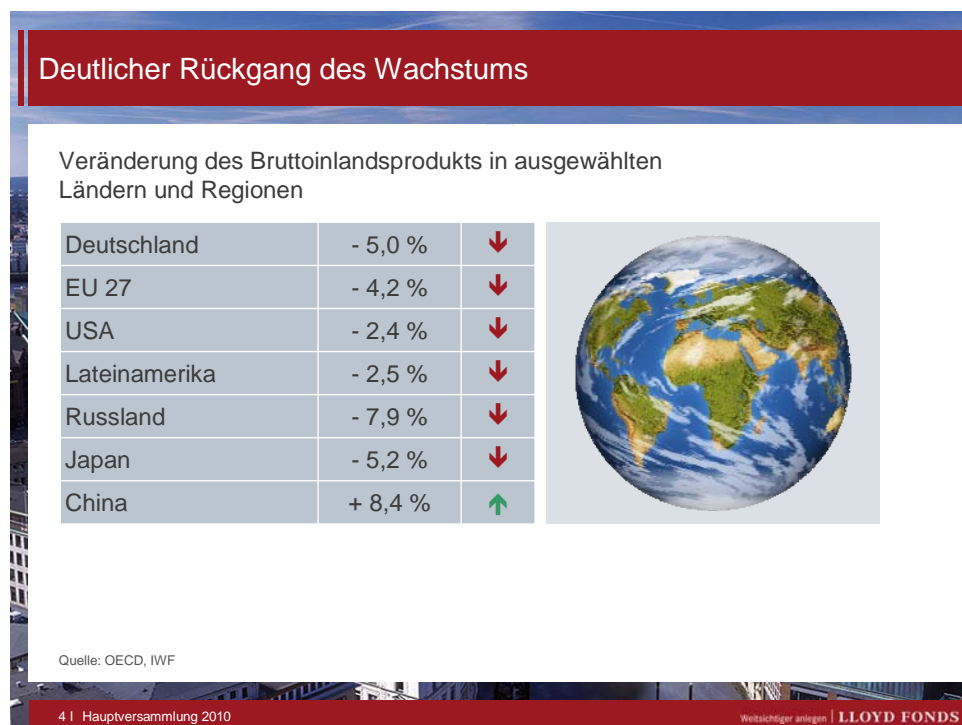 Deutlicher Rückgang des Wachstums
Veränderung des Bruttoinlandsprodukts in ausgewählten
Ländern und Regionen
Deutschland - 5,0 %
EU 27 - 4,2 %
USA - 2,4 %
Lateinamerika - 2,5 %
Russland - 7,9 %
Japan - 5,2 %
China + 8,4 %
Quelle: OECD, IWF
4 I Hauptversammlung 2010
Weitsichtiger anlegen | LLOYD FONDS